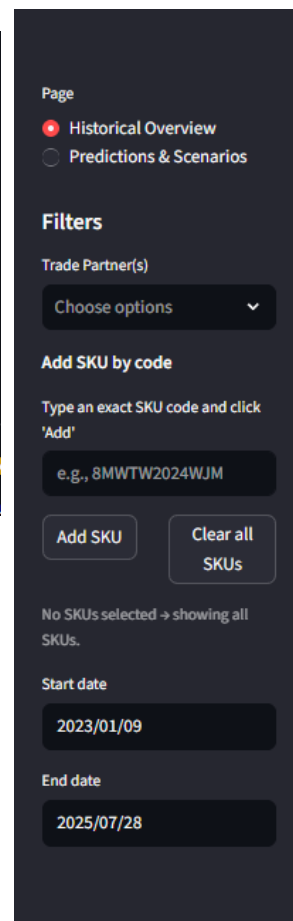 Page
Historical Overview
Predictions & Scenarios
Filters
Trade Partner(s)
Choose options
Add SKU by code
Type an exact SKU code and click
'Add'
e.g., 8MWTW2024WJM
Add SKU
Clear all
SKUs
No SKUs selected → showing all
SKUs.
Start date
2023/01/09
End date
2025/07/28